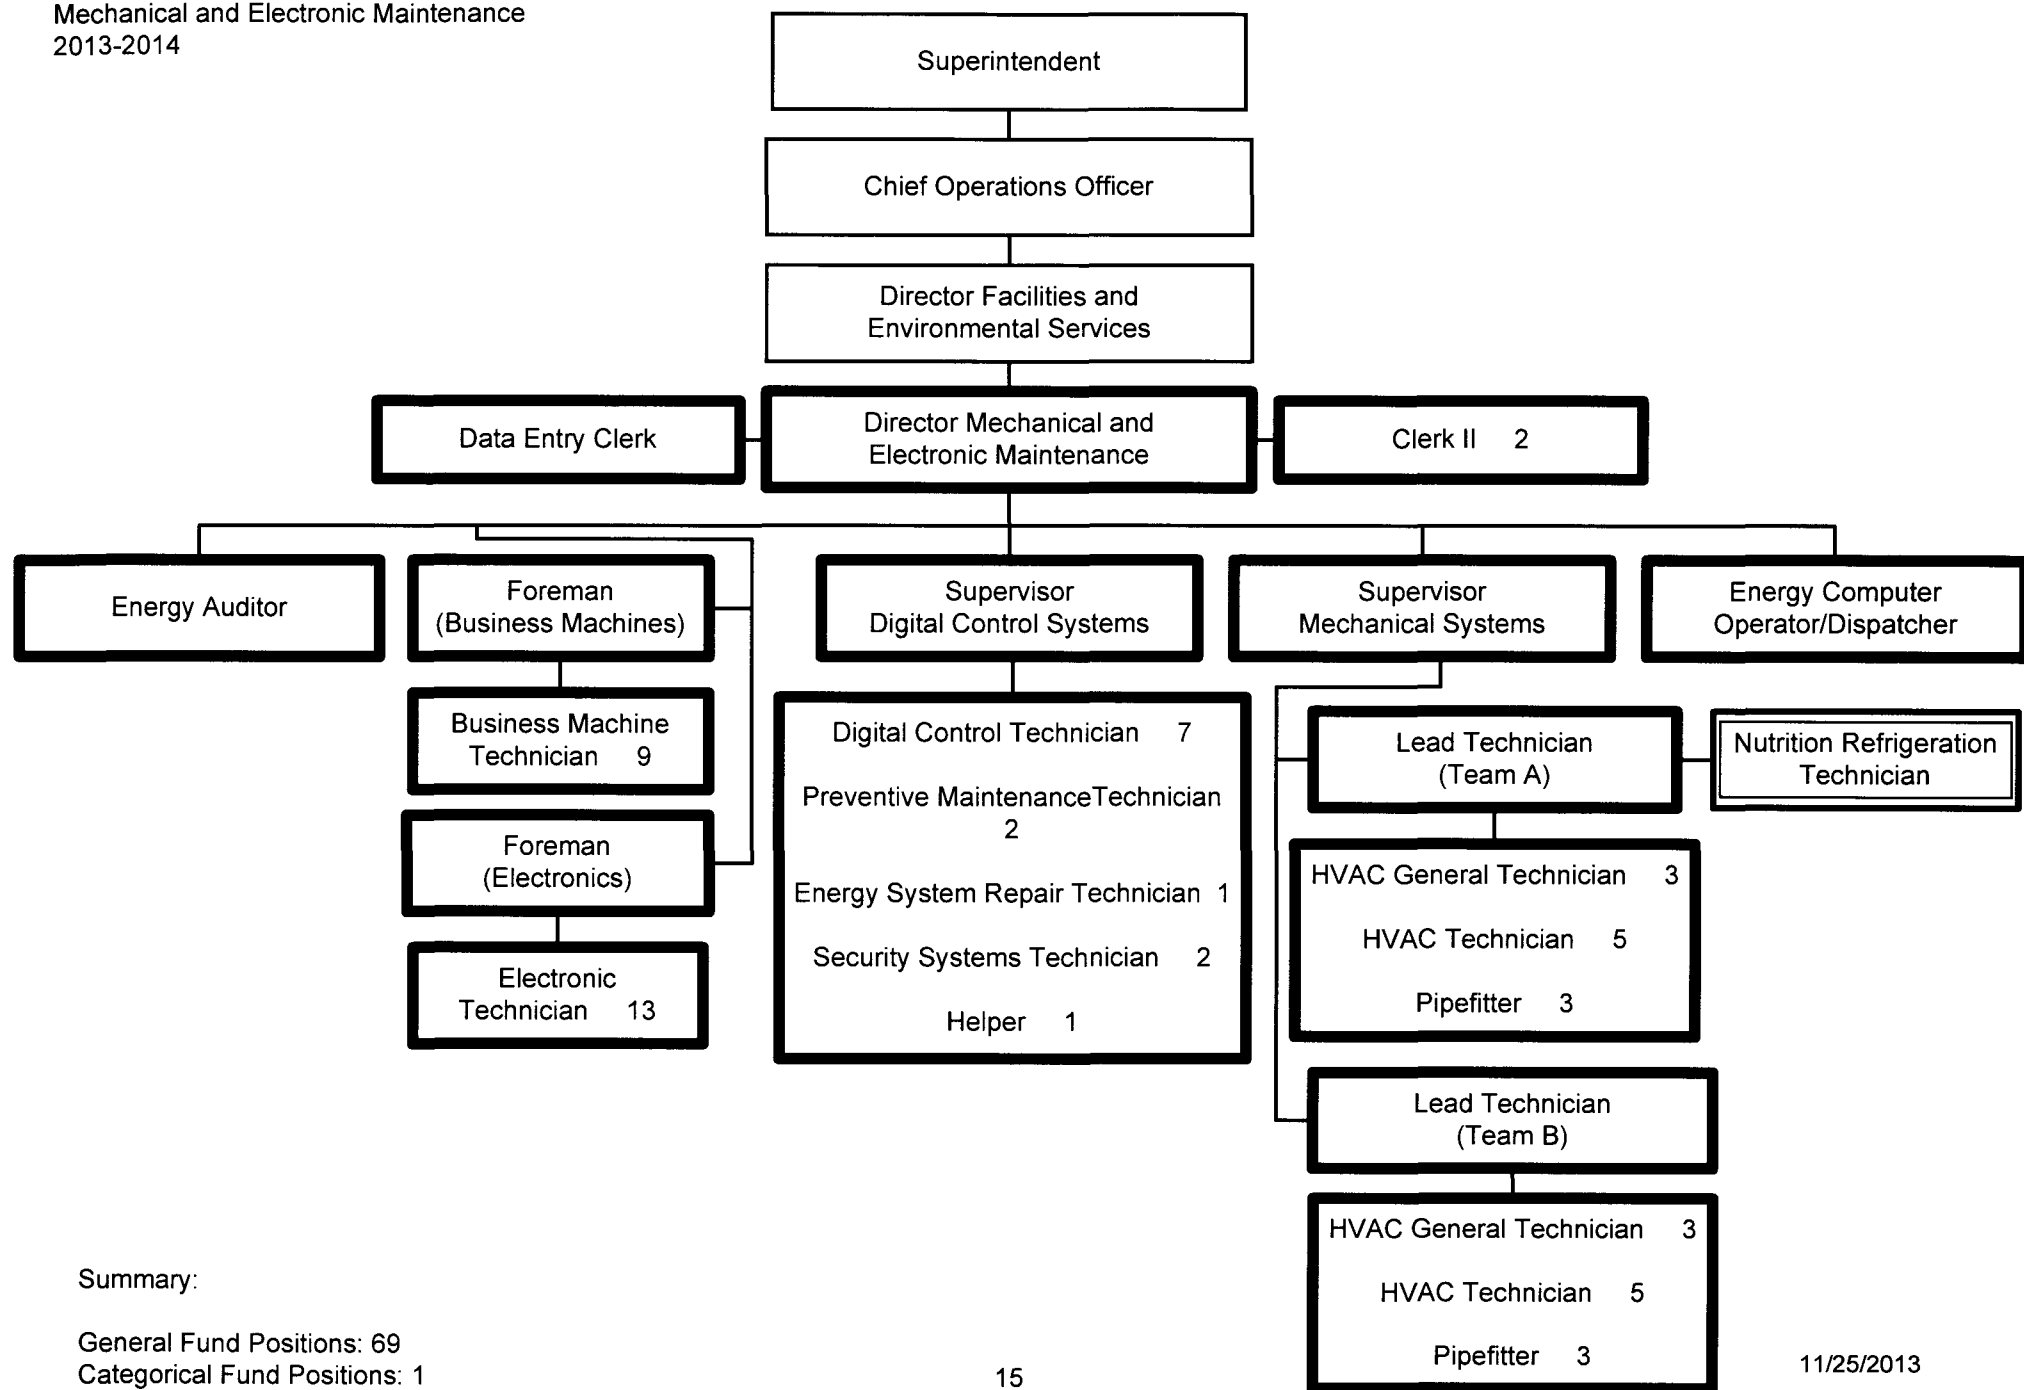 Mechanical and Electronic Maintenance
2013-2014
Superintendent
Chief Operations Officer
Director Facilities and
Environmental Services
Data Entry Clerk
Director Mechanical and
Electronic Maintenance
Clerk II 2
Energy Auditor
Foreman
(Business Machines)
Supervisor
Digital Control Systems
Supervisor
Mechanical Systems
Energy Computer
Operator/Dispatcher
Business Machine
Technician 9
Foreman
(Electronics)
Electronic
Technician 13
Digital Control Technician 7
Preventive MaintenanceTechnician
2
Energy System Repair Technician 1
Security Systems Technician 2
Helper 1
Lead Technician
(Team A)
Nutrition Refrigeration
Technician
HVAC General Technician 3
HVAC Technician 5
Pipefitter 3
Lead Technician
(Team B)
HVAC General Technician 3
HVAC Technician 5
Pipefitter 3
Summary:
General Fund Positions: 69
Categorical Fund Positions: 1
15
11/25/2013